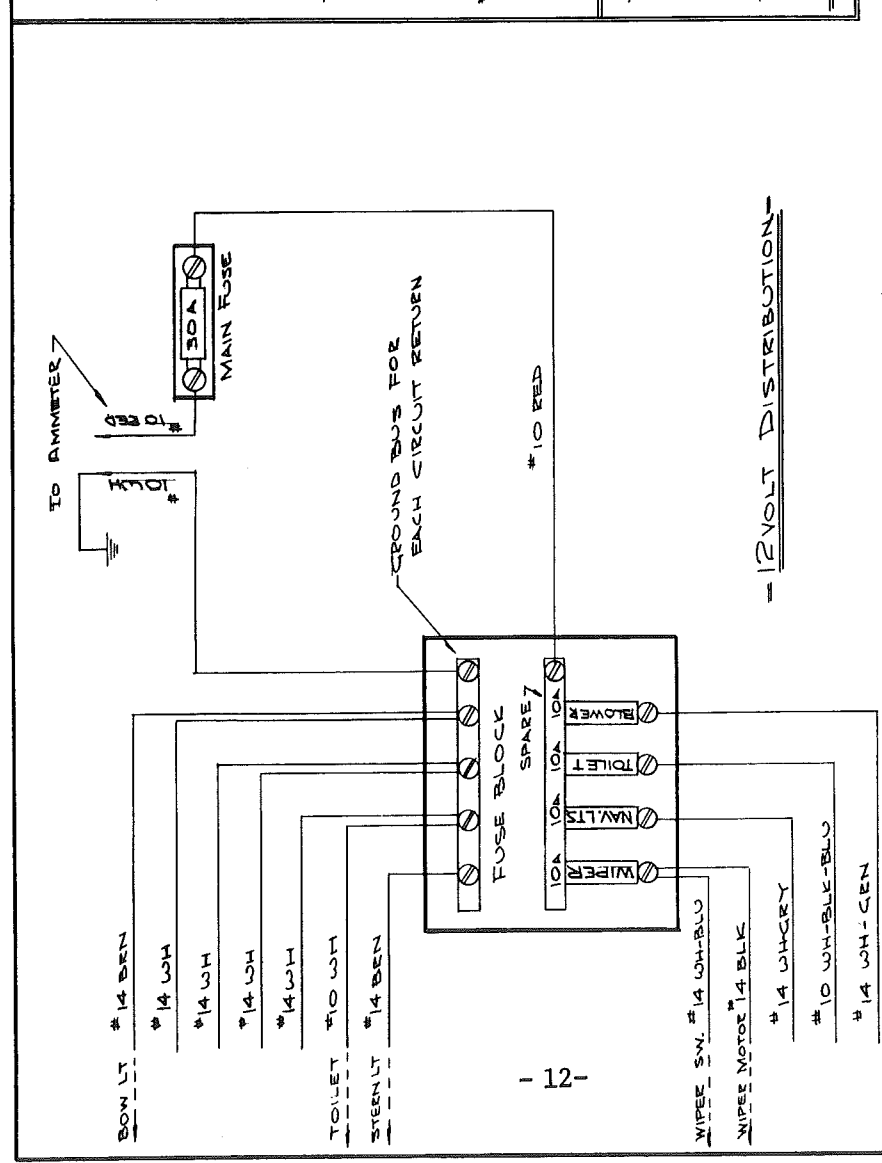 To AMMETER
#10 RED
#10 WH
30A
MAIN FUSE
GROUND BUS FOR
EACH CIRCUIT RETURN
#10 RED
-12 VOLT DISTRIBUTION-
FUSE BLOCK
SPARE
10A
BLOWER
10A
TOILET
10A
NAV.LTS
10A
WIPER
BOW LT #14 BRN
#14 WH
#14 WH
#14 WH
#14 WH
TOILET #10 WH
STERN LT #14 BRN
WIPER SW. #14 WH-BLU
WIPER MOTOR #14 BLK
#14 WH-GRY
#10 WH-BLK-BLU
#14 WH-GRN
-12-